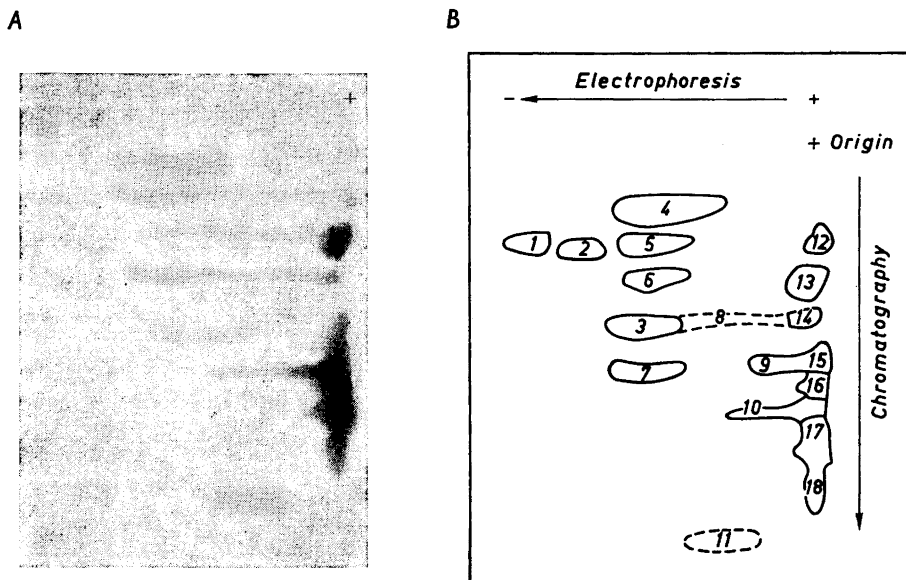 A
B
+
- Electrophoresis +
+ Origin
Chromatography
4
1 2 5 12
6 13
3 8 14
7 9 15
16
10
17
18
11